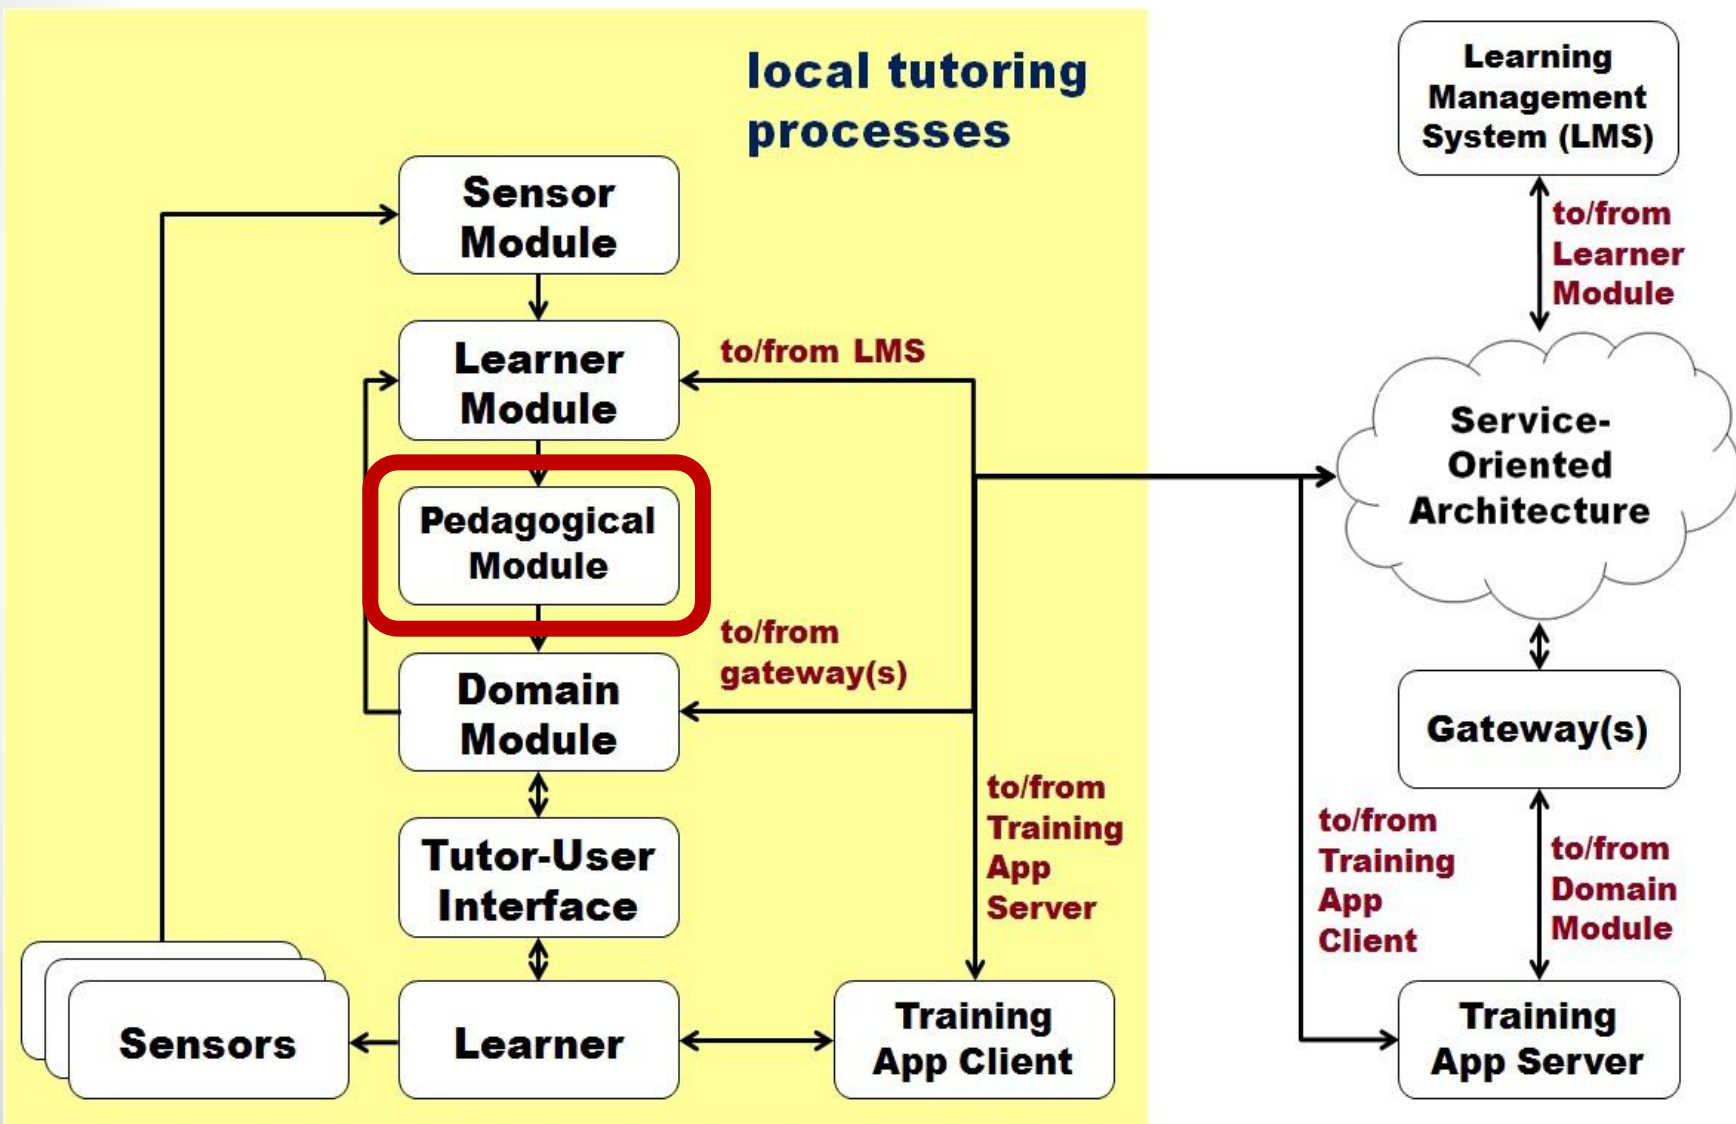 local tutoring
processes
Sensor
Module
Learner
Module
to/from LMS
Pedagogical
Module
to/from
gateway(s)
Domain
Module
to/from
Training
App
Server
Tutor-User
Interface
Sensors
Learner
Training
App Client
Learning
Management
System (LMS)
to/from
Learner
Module
Service-
Oriented
Architecture
Gateway(s)
to/from
Training
App
Client
to/from
Domain
Module
Training
App Server